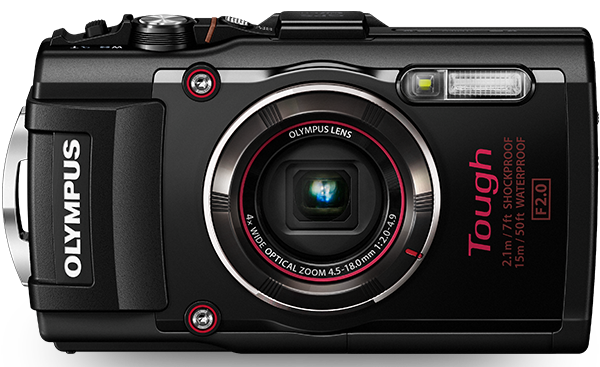 W T
OLYMPUS LENS
4x WIDE OPTICAL ZOOM 4.5-18.0mm 1:2.0-4.9
OLYMPUS
Tough
2.1m / 7ft SHOCKPROOF
15m / 50ft WATERPROOF
F2.0